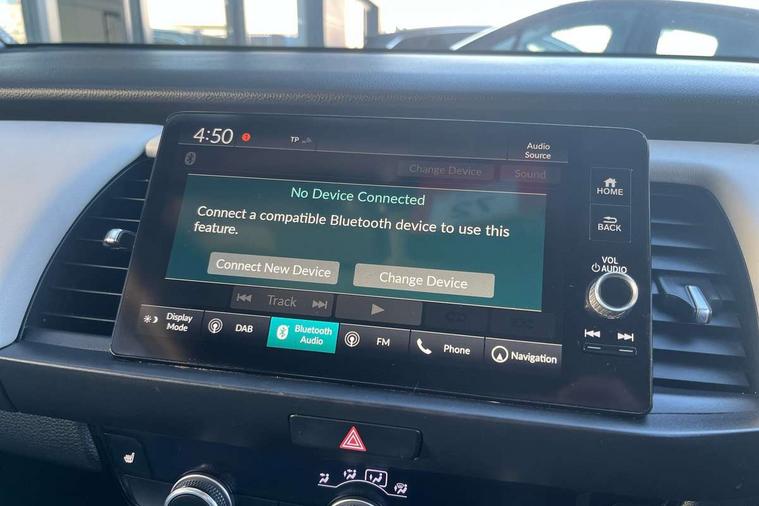 4:50
TP
Audio
Source
Change Device
Sound
No Device Connected
Connect a compatible Bluetooth device to use this
feature.
Connect New Device
Change Device
Track
Display
Mode
DAB
Bluetooth
Audio
FM
Phone
Navigation
HOME
BACK
VOL
AUDIO